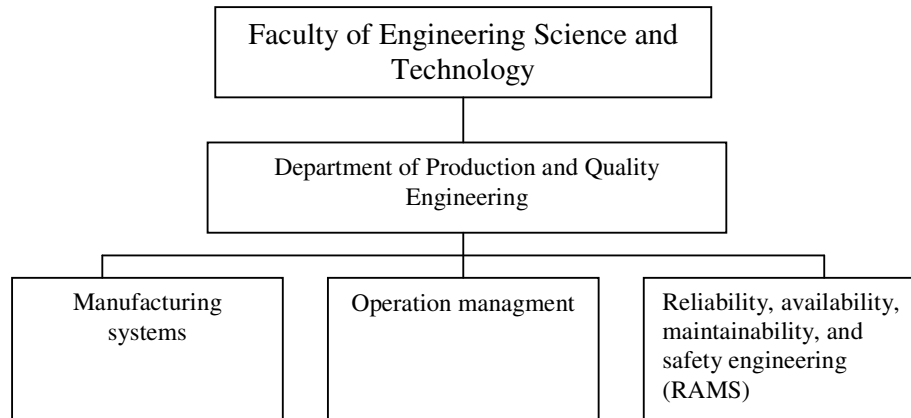 Faculty of Engineering Science and
Technology
Department of Production and Quality
Engineering
Manufacturing
systems
Operation managment
Reliability, availability,
maintainability, and
safety engineering
(RAMS)